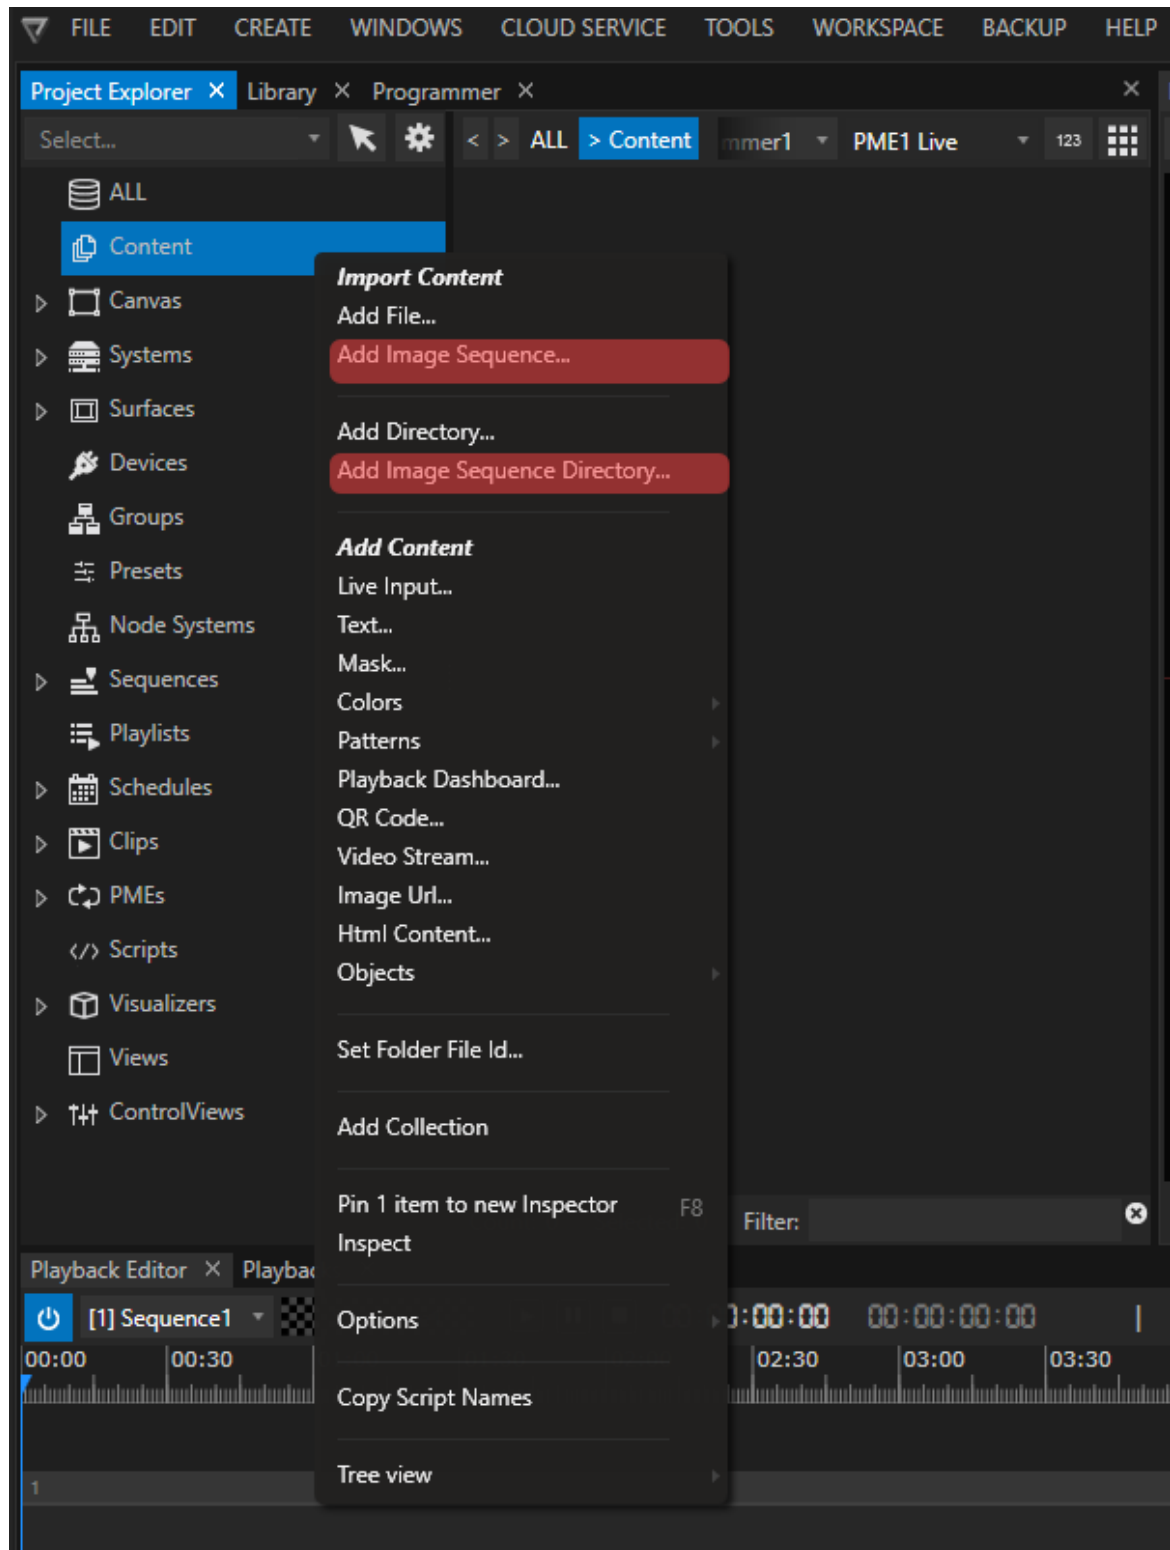 FILE EDIT CREATE WINDOWS CLOUD SERVICE TOOLS WORKSPACE BACKUP HELP
Project Explorer Library Programmer
Select... < > ALL > Content mmer1 PME1 Live 123
ALL
Content
Canvas
Systems
Surfaces
Devices
Groups
Presets
Node Systems
Sequences
Playlists
Schedules
Clips
PMEs
</> Scripts
Visualizers
Views
ControlViews
Import Content
Add File...
Add Image Sequence...
Add Directory...
Add Image Sequence Directory...
Add Content
Live Input...
Text...
Mask...
Colors
Patterns
Playback Dashboard...
QR Code...
Video Stream...
Image Url...
Html Content...
Objects
Set Folder File Id...
Add Collection
Pin 1 item to new Inspector F8
Inspect
Options
Copy Script Names
Tree view
Filter:
Playback Editor Playbac
[1] Sequence1 :00:00 00:00:00:00
00:00 00:30 02:30 03:00 03:30
1